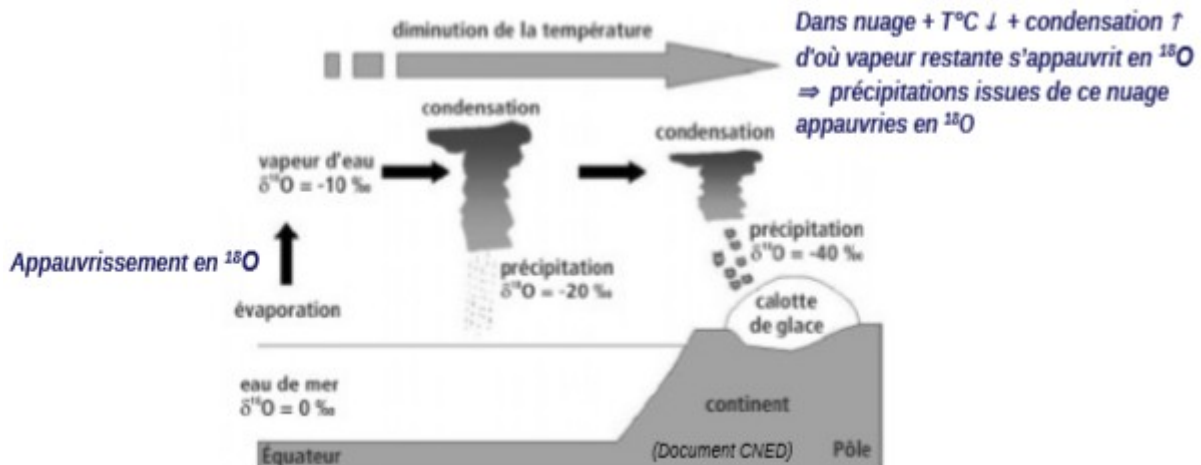 diminution de la température
Dans nuage + T°C ↓ + condensation ↑
d'où vapeur restante s'appauvrit en ¹⁸O
⇒ précipitations issues de ce nuage
appauvries en ¹⁸O
condensation
condensation
vapeur d'eau
δ¹⁸O = -10 ‰
précipitation
δ¹⁸O = -40 ‰
Appauvrissement en ¹⁸O
précipitation
δ¹⁸O = -20 ‰
évaporation
calotte
de glace
eau de mer
δ¹⁸O = 0 ‰
continent
Équateur
(Document CNED)
Pôle